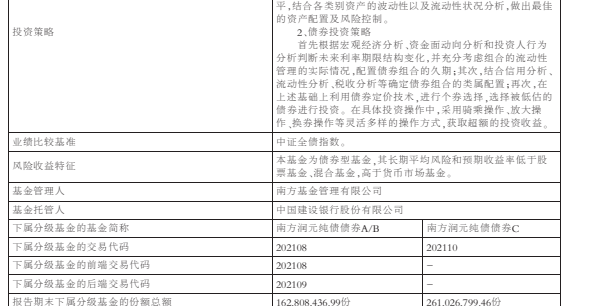 平,结合各类别资产的波动性以及流动性状况分析,做出最佳
的资产配置及风险控制。
投资策略
2、债券投资策略
首先根据宏观经济分析、资金面动向分析和投资人行为
分析判断未来利率期限结构变化,并充分考虑组合的流动性
管理的实际情况,配置债券组合的久期;其次,结合信用分析、
流动性分析、税收分析等确定债券组合的类属配置;再次,在
上述基础上利用债券定价技术,进行个券选择,选择被低估的
债券进行投资。在具体投资操作中,采用骑乘操作、放大操
作、换券操作等灵活多样的操作方式,获取超额的投资收益。
业绩比较基准 中证全债指数。
风险收益特征 本基金为债券型基金,其长期平均风险和预期收益率低于股
票基金、混合基金,高于货币市场基金。
基金管理人 南方基金管理有限公司
基金托管人 中国建设银行股份有限公司
下属分级基金的基金简称 南方润元纯债债券A/B 南方润元纯债债券C
下属分级基金的交易代码 202108 202110
下属分级基金的前端交易代码 202108 –
下属分级基金的后端交易代码 202109 –
报告期末下属分级基金的份额总额 162,808,436.99份 261,026,799.46份